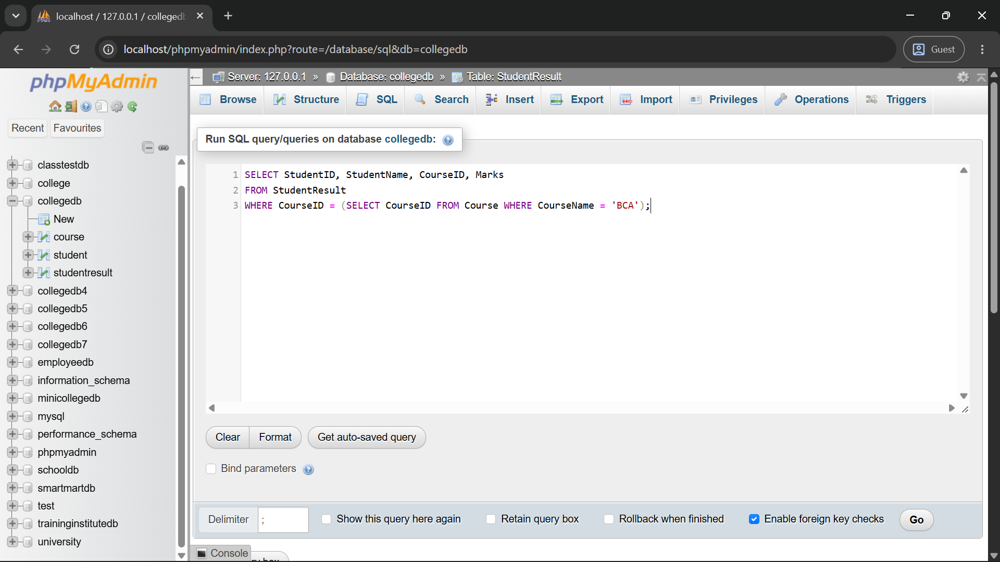 localhost / 127.0.0.1 / collegedb
localhost/phpmyadmin/index.php?route=/database/sql&db=collegedb
Guest
phpMyAdmin
Recent
Favourites
classtestdb
college
collegedb
New
course
student
studentresult
collegedb4
collegedb5
collegedb6
collegedb7
employeedb
information_schema
minicollegedb
mysql
performance_schema
phpmyadmin
schooldb
smartmartdb
test
traininginstitutedb
university
Server: 127.0.0.1 » Database: collegedb » Table: StudentResult
Browse Structure SQL Search Insert Export Import Privileges Operations Triggers
Run SQL query/queries on database collegedb:
1 SELECT StudentID, StudentName, CourseID, Marks
2 FROM StudentResult
3 WHERE CourseID = (SELECT CourseID FROM Course WHERE CourseName = 'BCA');
Clear Format Get auto-saved query
Bind parameters
Delimiter ; Show this query here again Retain query box Rollback when finished Enable foreign key checks Go
Console